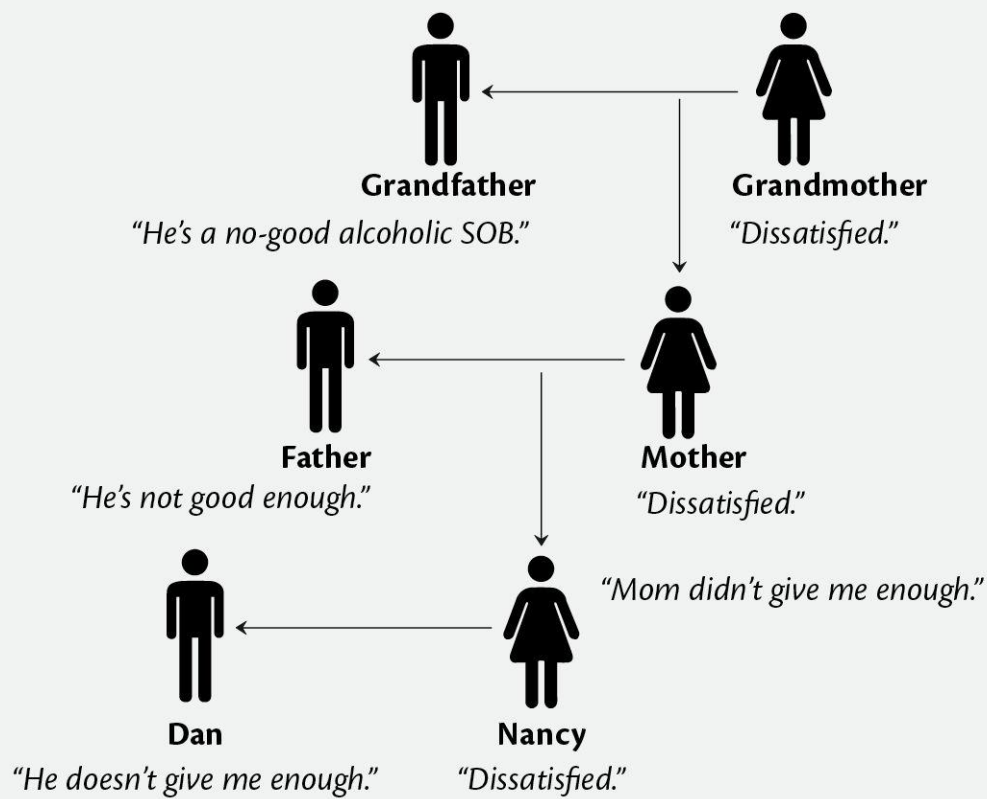 Grandfather
Grandmother
“He’s a no-good alcoholic SOB.”
“Dissatisfied.”
Father
Mother
“He’s not good enough.”
“Dissatisfied.”
“Mom didn’t give me enough.”
Dan
Nancy
“He doesn’t give me enough.”
“Dissatisfied.”